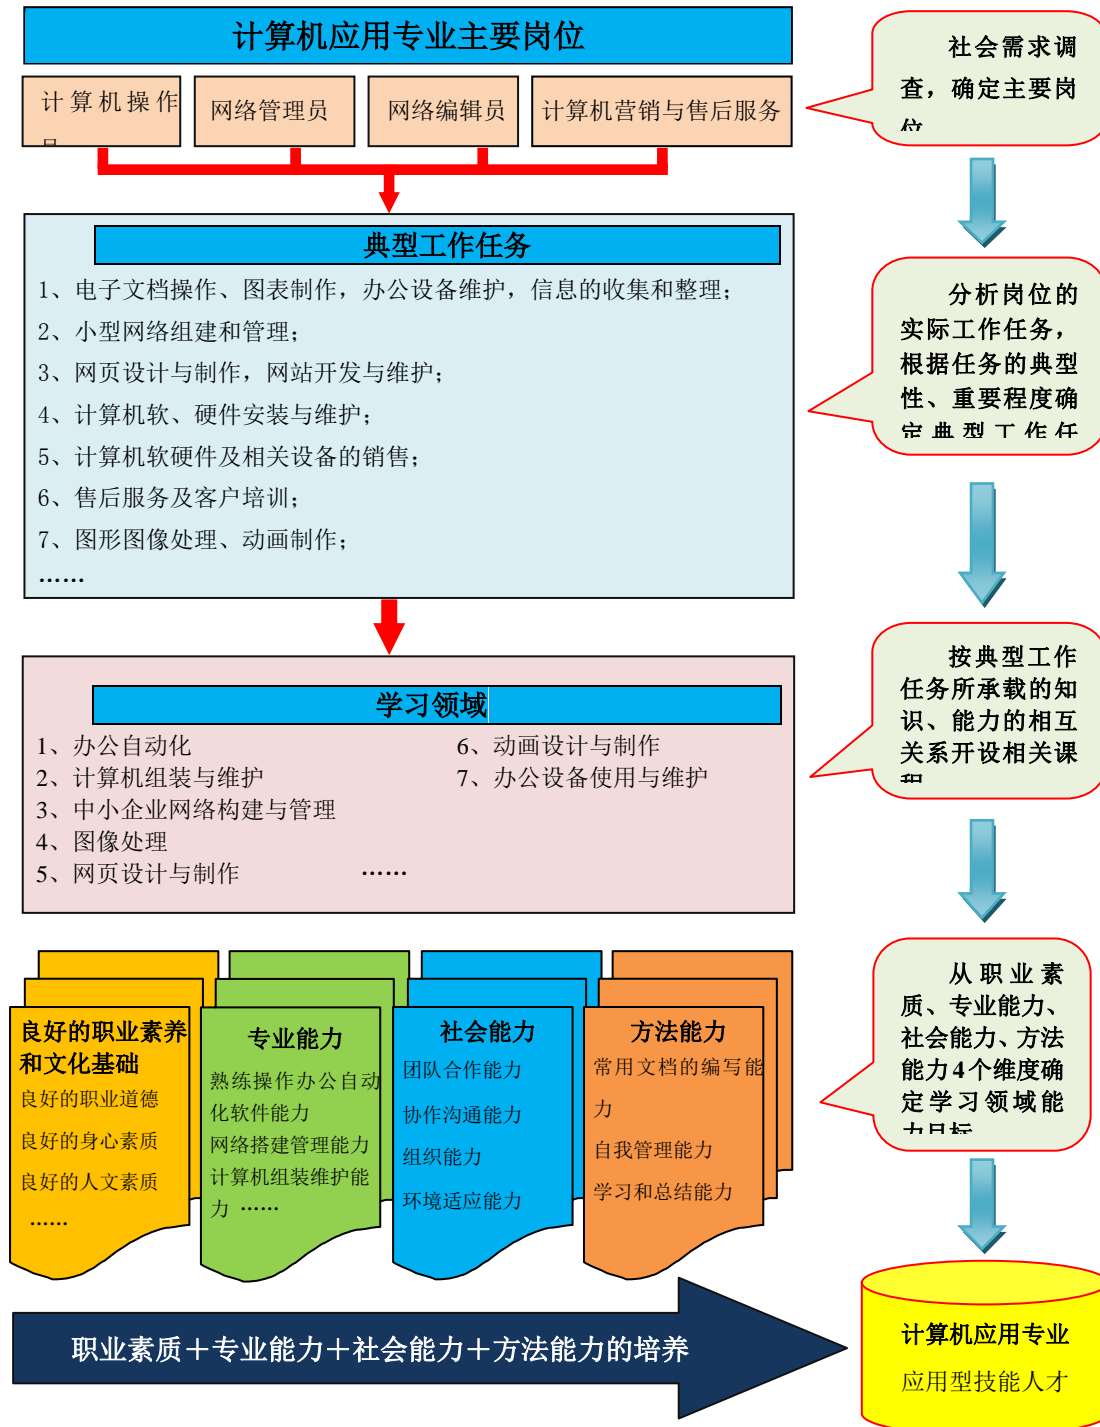 计算机应用专业主要岗位
计算机操作
网络管理员
网络编辑员
计算机营销与售后服务
社会需求调
查，确定主要岗
位
典型工作任务
1、电子文档操作、图表制作，办公设备维护，信息的收集和整理；
2、小型网络组建和管理；
3、网页设计与制作，网站开发与维护；
4、计算机软、硬件安装与维护；
5、计算机软硬件及相关设备的销售；
6、售后服务及客户培训；
7、图形图像处理、动画制作；
……
分析岗位的
实际工作任务，
根据任务的典型
性、重要程度确
定典型工作任
学习领域
1、办公自动化
2、计算机组装与维护
3、中小企业网络构建与管理
4、图像处理
5、网页设计与制作
6、动画设计与制作
7、办公设备使用与维护
……
按典型工作
任务所承载的知
识、能力的相互
关系开设相关课
程
良好的职业素养
和文化基础
良好的职业道德
良好的身心素质
良好的人文素质
……
专业能力
熟练操作办公自动
化软件能力
网络搭建管理能力
计算机组装维护能
力 ……
社会能力
团队合作能力
协作沟通能力
组织能力
环境适应能力
方法能力
常用文档的编写能
力
自我管理能力
学习和总结能力
从职业素
质、专业能力、
社会能力、方法
能力4个维度确
定学习领域能
力目标
职业素质＋专业能力＋社会能力＋方法能力的培养
计算机应用专业
应用型技能人才